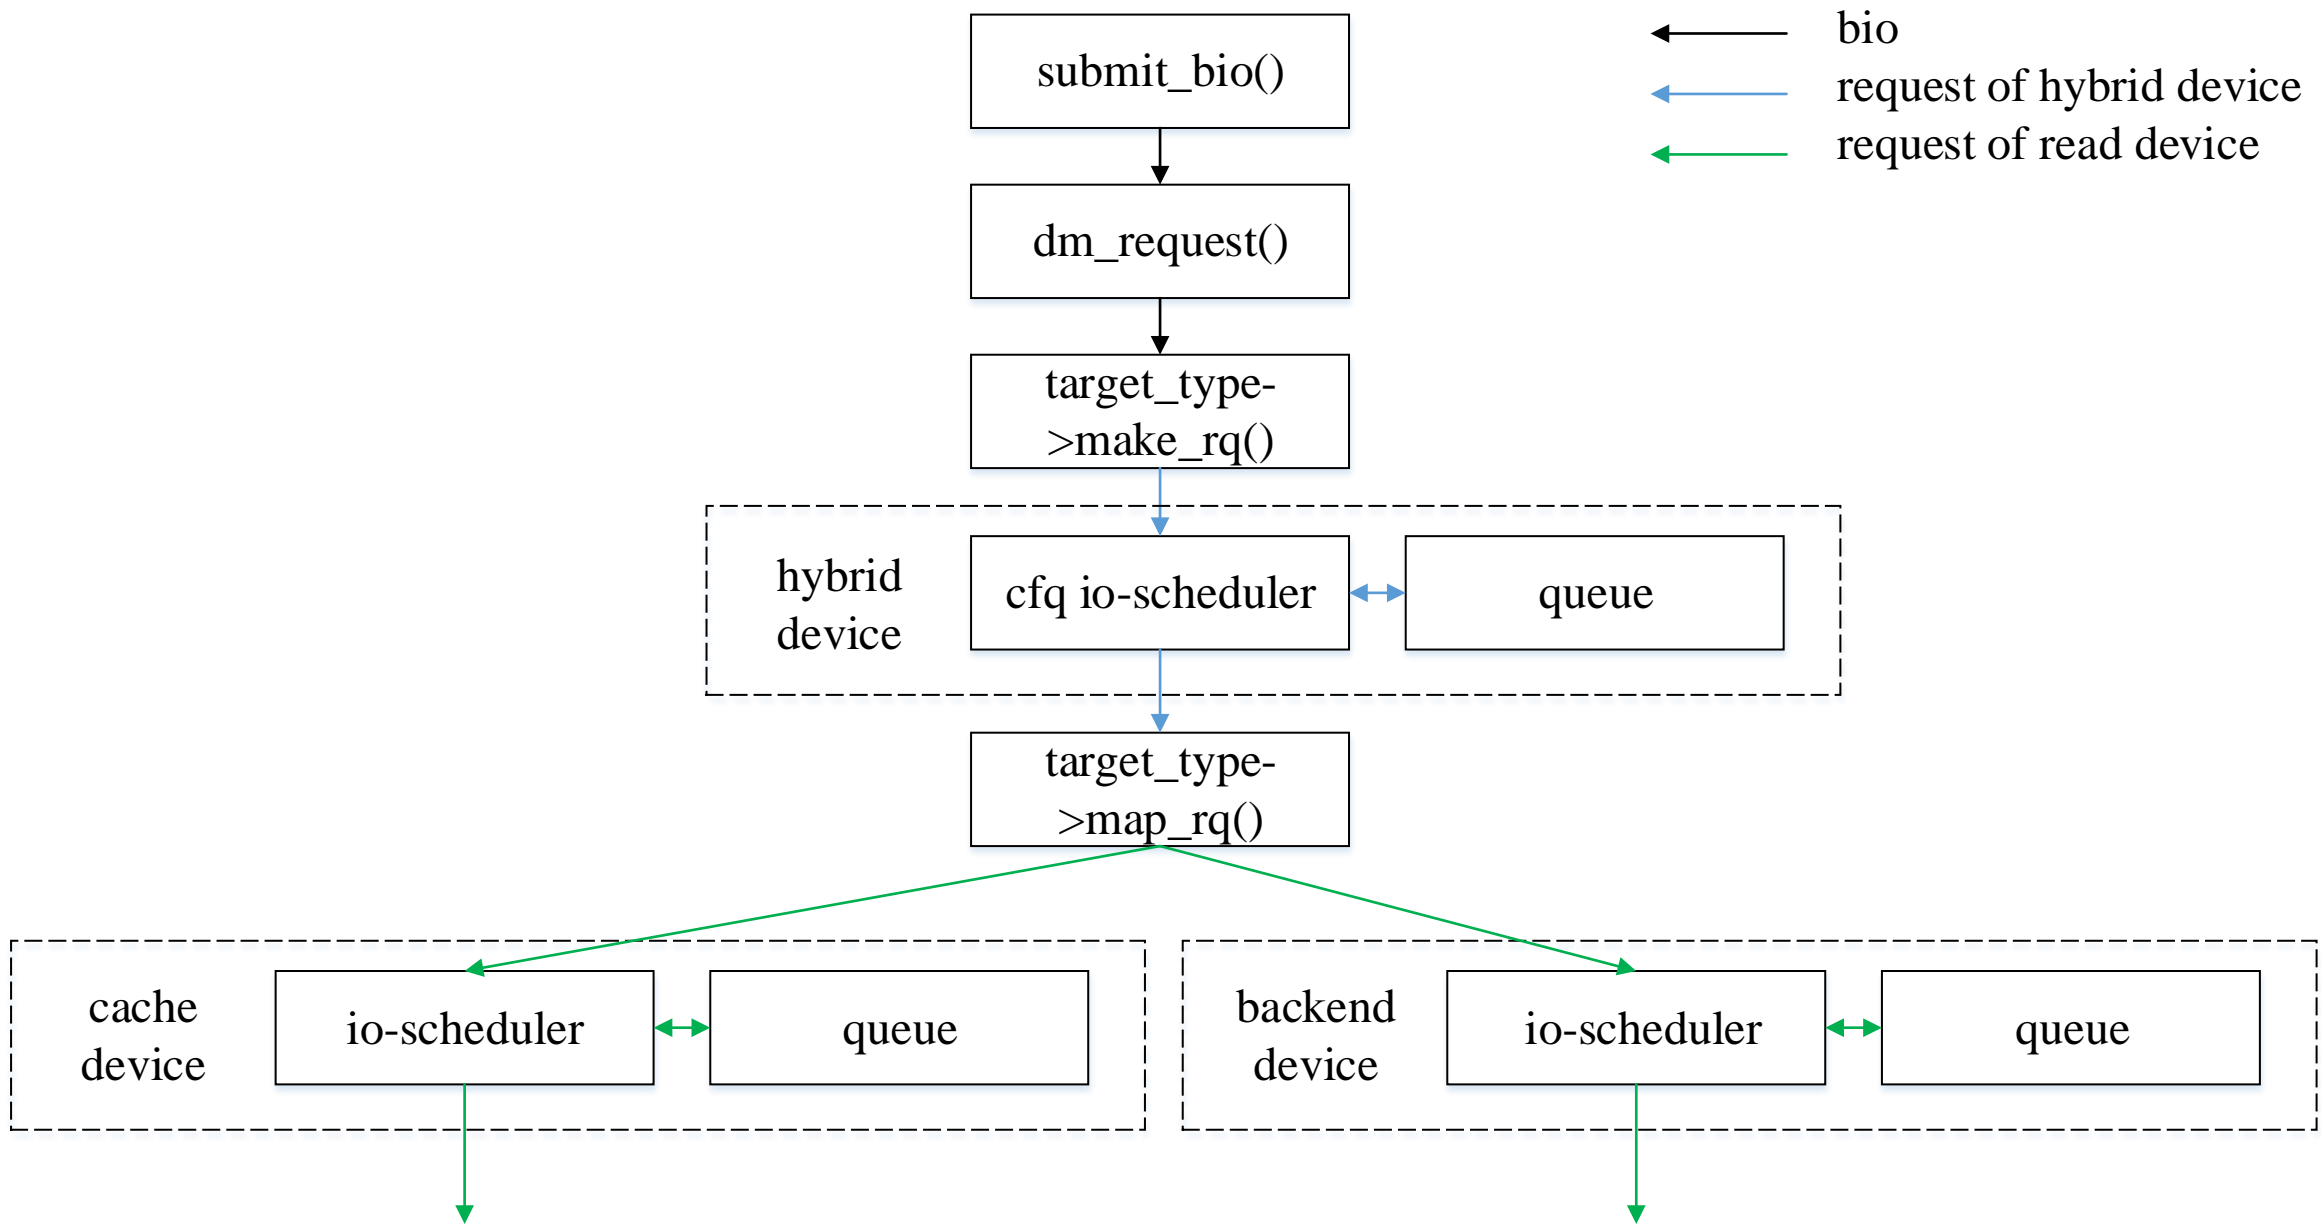 submit_bio()
bio
request of hybrid device
request of read device
dm_request()
target_type-
>make_rq()
hybrid
device
cfq io-scheduler
queue
target_type-
>map_rq()
cache
device
io-scheduler
queue
backend
device
io-scheduler
queue